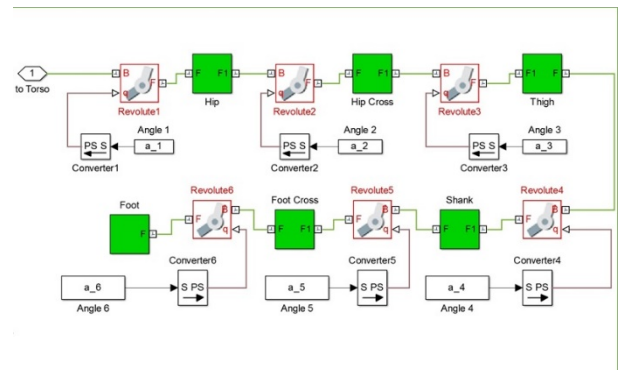 1
to Torso
B F
q
Revolute1
F F1
Hip
B F
q
Revolute2
F F1
Hip Cross
B F
q
Revolute3
F1 F
Thigh
Angle 1
PS S
a_1
Converter1
Angle 2
PS S
a_2
Converter2
Angle 3
PS S
a_3
Converter3
Foot
F
Revolute6
F B
q
Foot Cross
F F1
Revolute5
F B
q
Shank
F F1
Revolute4
F B
q
a_6
Angle 6
Converter6
S PS
a_5
Angle 5
Converter5
S PS
a_4
Angle 4
Converter4
S PS